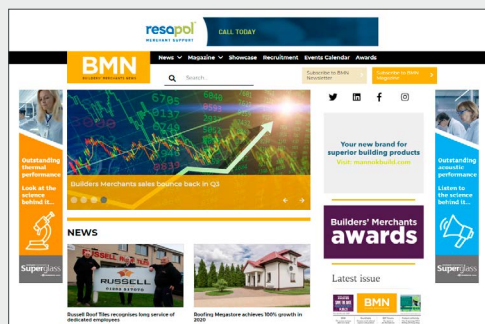 resapol
MERCHANT SUPPORT
CALL TODAY
News
Magazine
Showcase
Recruitment
Events Calendar
Awards
BMN
BUILDERS MERCHANTS NEWS
Search...
Subscribe to BMN
Newsletter
Subscribe to BMN
Magazine
Outstanding
thermal
performance
Look at the
science
behind it...
Superglass
Builders Merchants sales bounce back in Q3
Your new brand for
superior building products
Visit: mannokbuild.com
Builders' Merchants
awards
Latest issue
BMN
Outstanding
acoustic
performance
Listen to
the science
behind it...
Superglass
NEWS
RUSSELL ROOF TILES
RUSSELL
Russell Roof Tiles recognises long service of
dedicated employees
Roofing Megastore achieves 100% growth in
2020